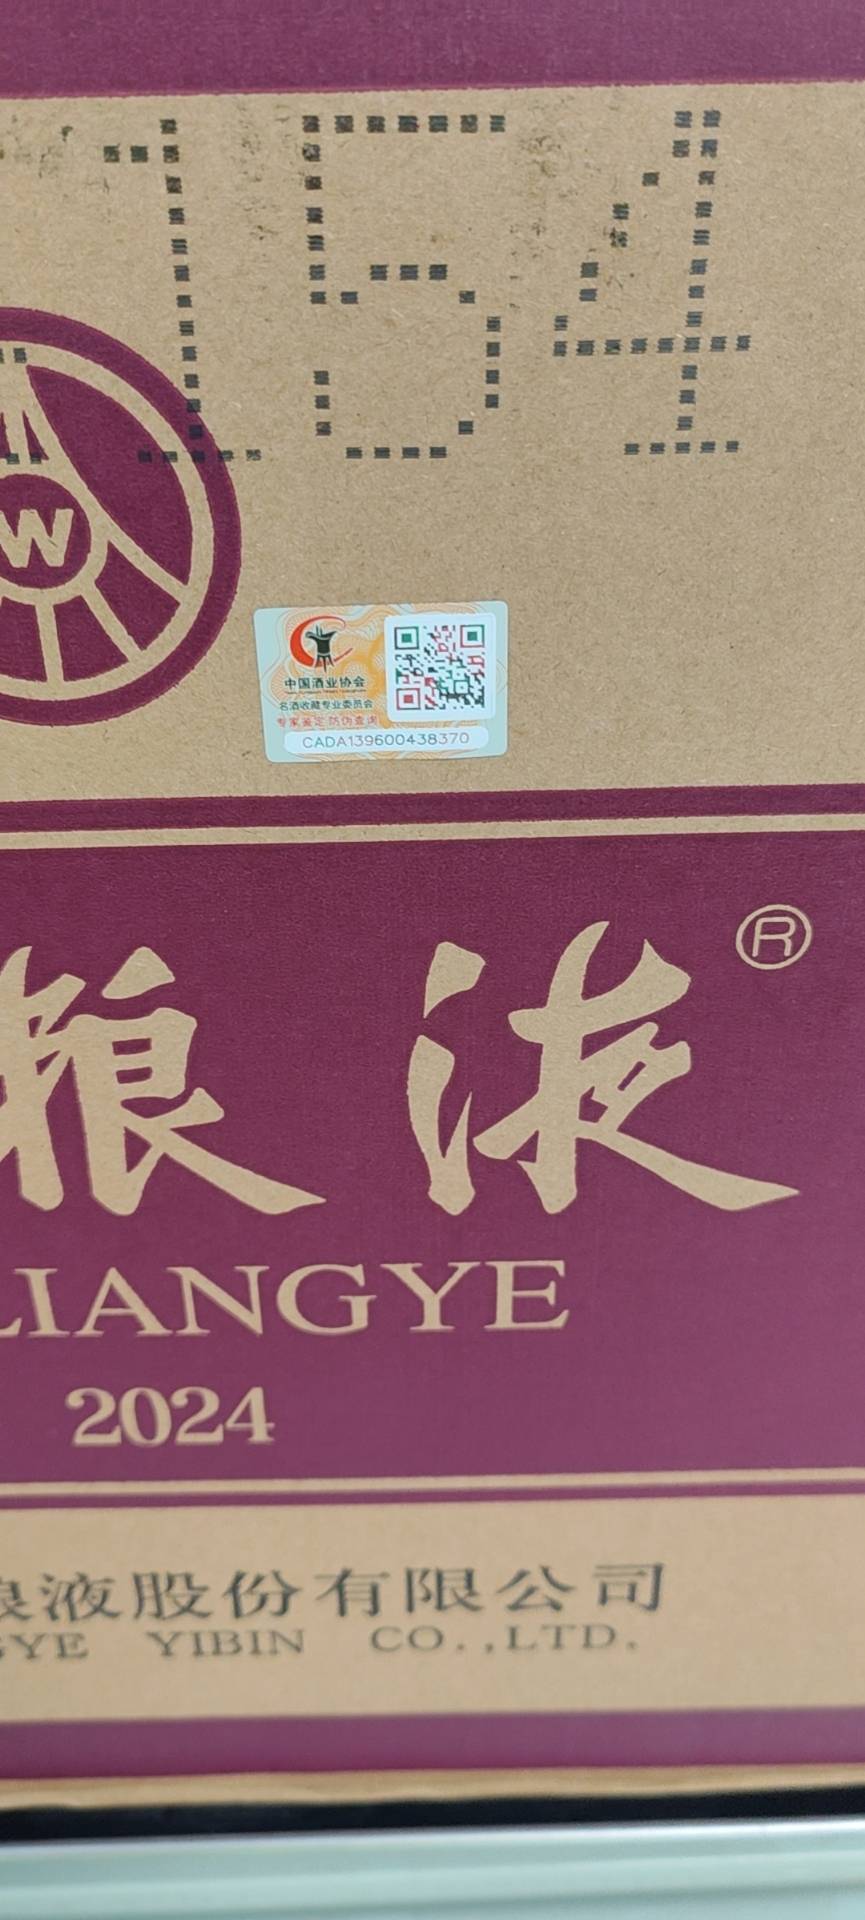 154
W
中国酒业协会
名酒收藏专业委员会
专家鉴定 防伪查询
CADA139600438370
粮液®
LIANGYE
2024
粮液股份有限公司
GYE YIBIN CO.,LTD.